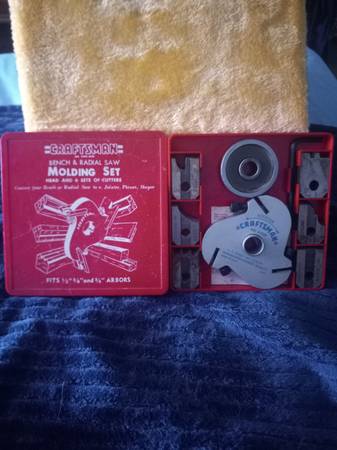 CRAFTSMAN
BENCH & RADIAL SAW
MOLDING SET
HEAD AND 6 SETS OF CUTTERS
Convert your Bench or Radial Saw to a Jointer, Planer, Shaper
FITS 1/2" 5/8" and 3/4" ARBORS
CRAFTSMAN